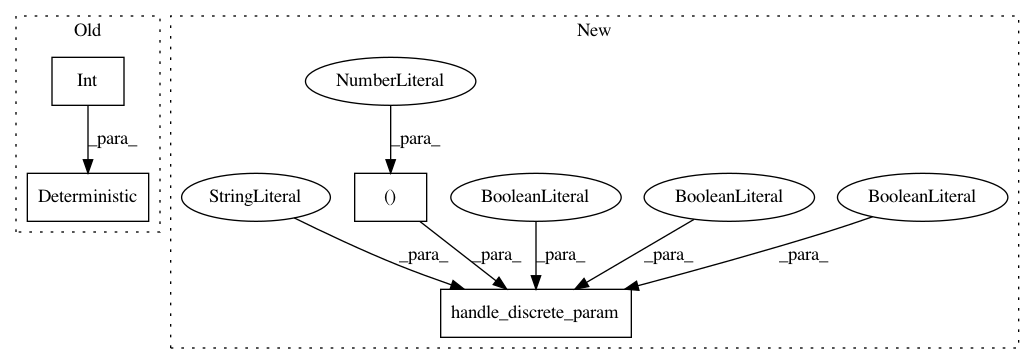 Old
New
Int
NumberLiteral
_para_
_para_
Deterministic
StringLiteral
()
BooleanLiteral
BooleanLiteral
BooleanLiteral
_para_
_para_
_para_
_para_
_para_
handle_discrete_param